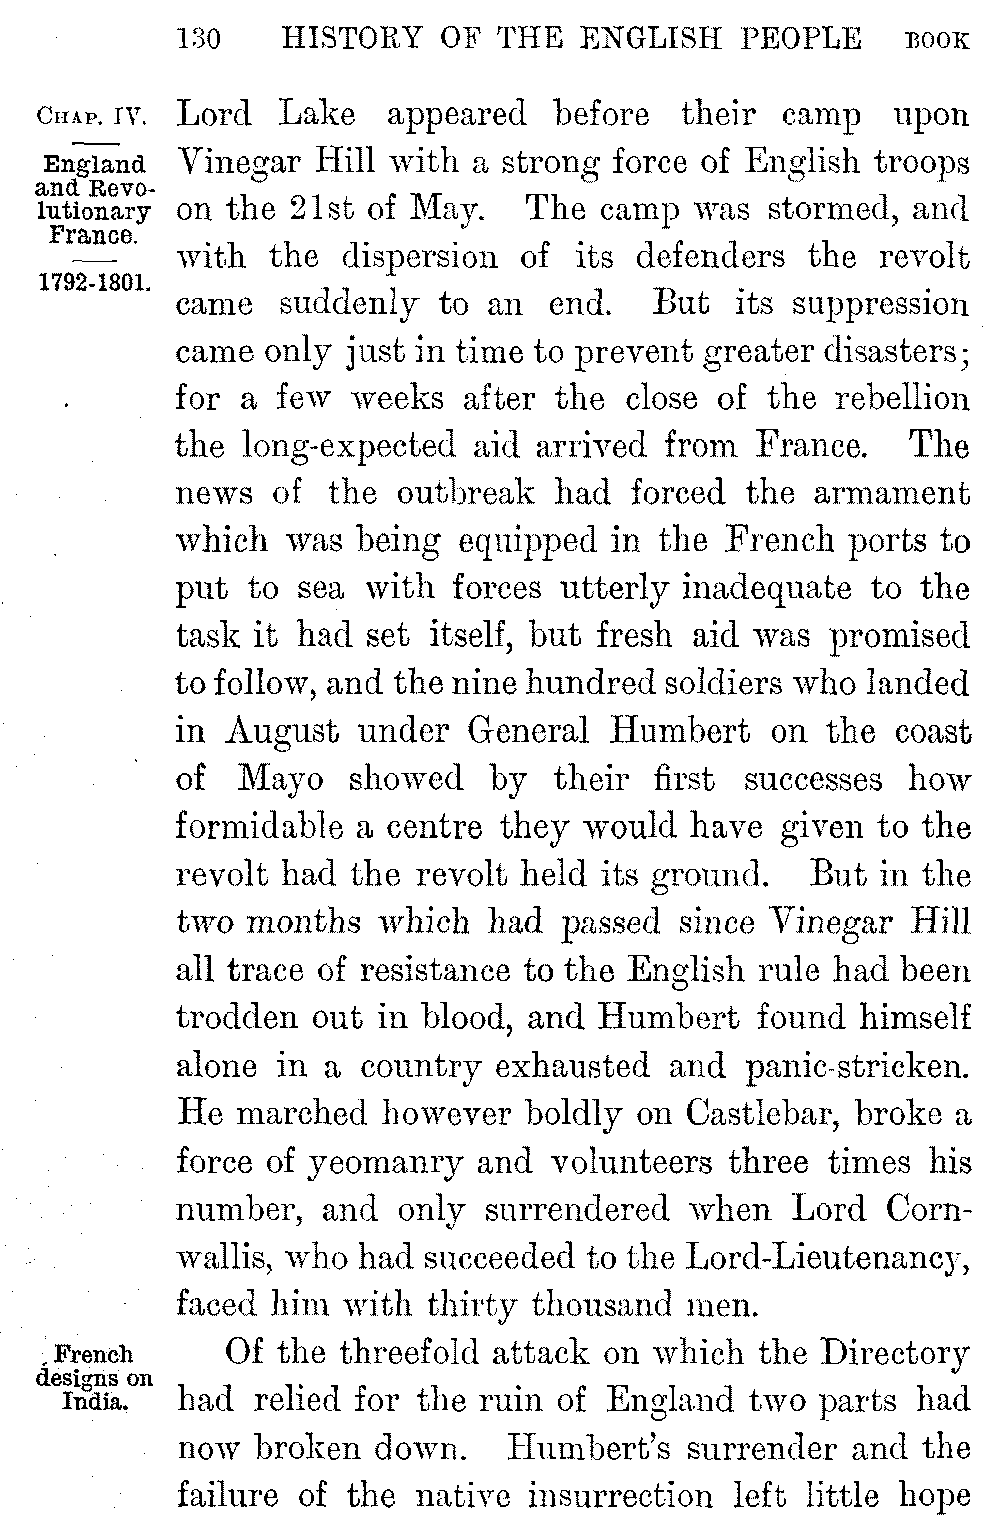 130 HISTORY OF THE ENGLISH PEOPLE BOOK
CHAP. IV.
England
and Revo-
lutionary
France.
1792-1801.
Lord Lake appeared before their camp upon
Vinegar Hill with a strong force of English troops
on the 21st of May. The camp was stormed, and
with the dispersion of its defenders the revolt
came suddenly to an end. But its suppression
came only just in time to prevent greater disasters;
for a few weeks after the close of the rebellion
the long-expected aid arrived from France. The
news of the outbreak had forced the armament
which was being equipped in the French ports to
put to sea with forces utterly inadequate to the
task it had set itself, but fresh aid was promised
to follow, and the nine hundred soldiers who landed
in August under General Humbert on the coast
of Mayo showed by their first successes how
formidable a centre they would have given to the
revolt had the revolt held its ground. But in the
two months which had passed since Vinegar Hill
all trace of resistance to the English rule had been
trodden out in blood, and Humbert found himself
alone in a country exhausted and panic-stricken.
He marched however boldly on Castlebar, broke a
force of yeomanry and volunteers three times his
number, and only surrendered when Lord Corn-
wallis, who had succeeded to the Lord-Lieutenancy,
faced him with thirty thousand men.
French
designs on
India.
Of the threefold attack on which the Directory
had relied for the ruin of England two parts had
now broken down. Humbert's surrender and the
failure of the native insurrection left little hope